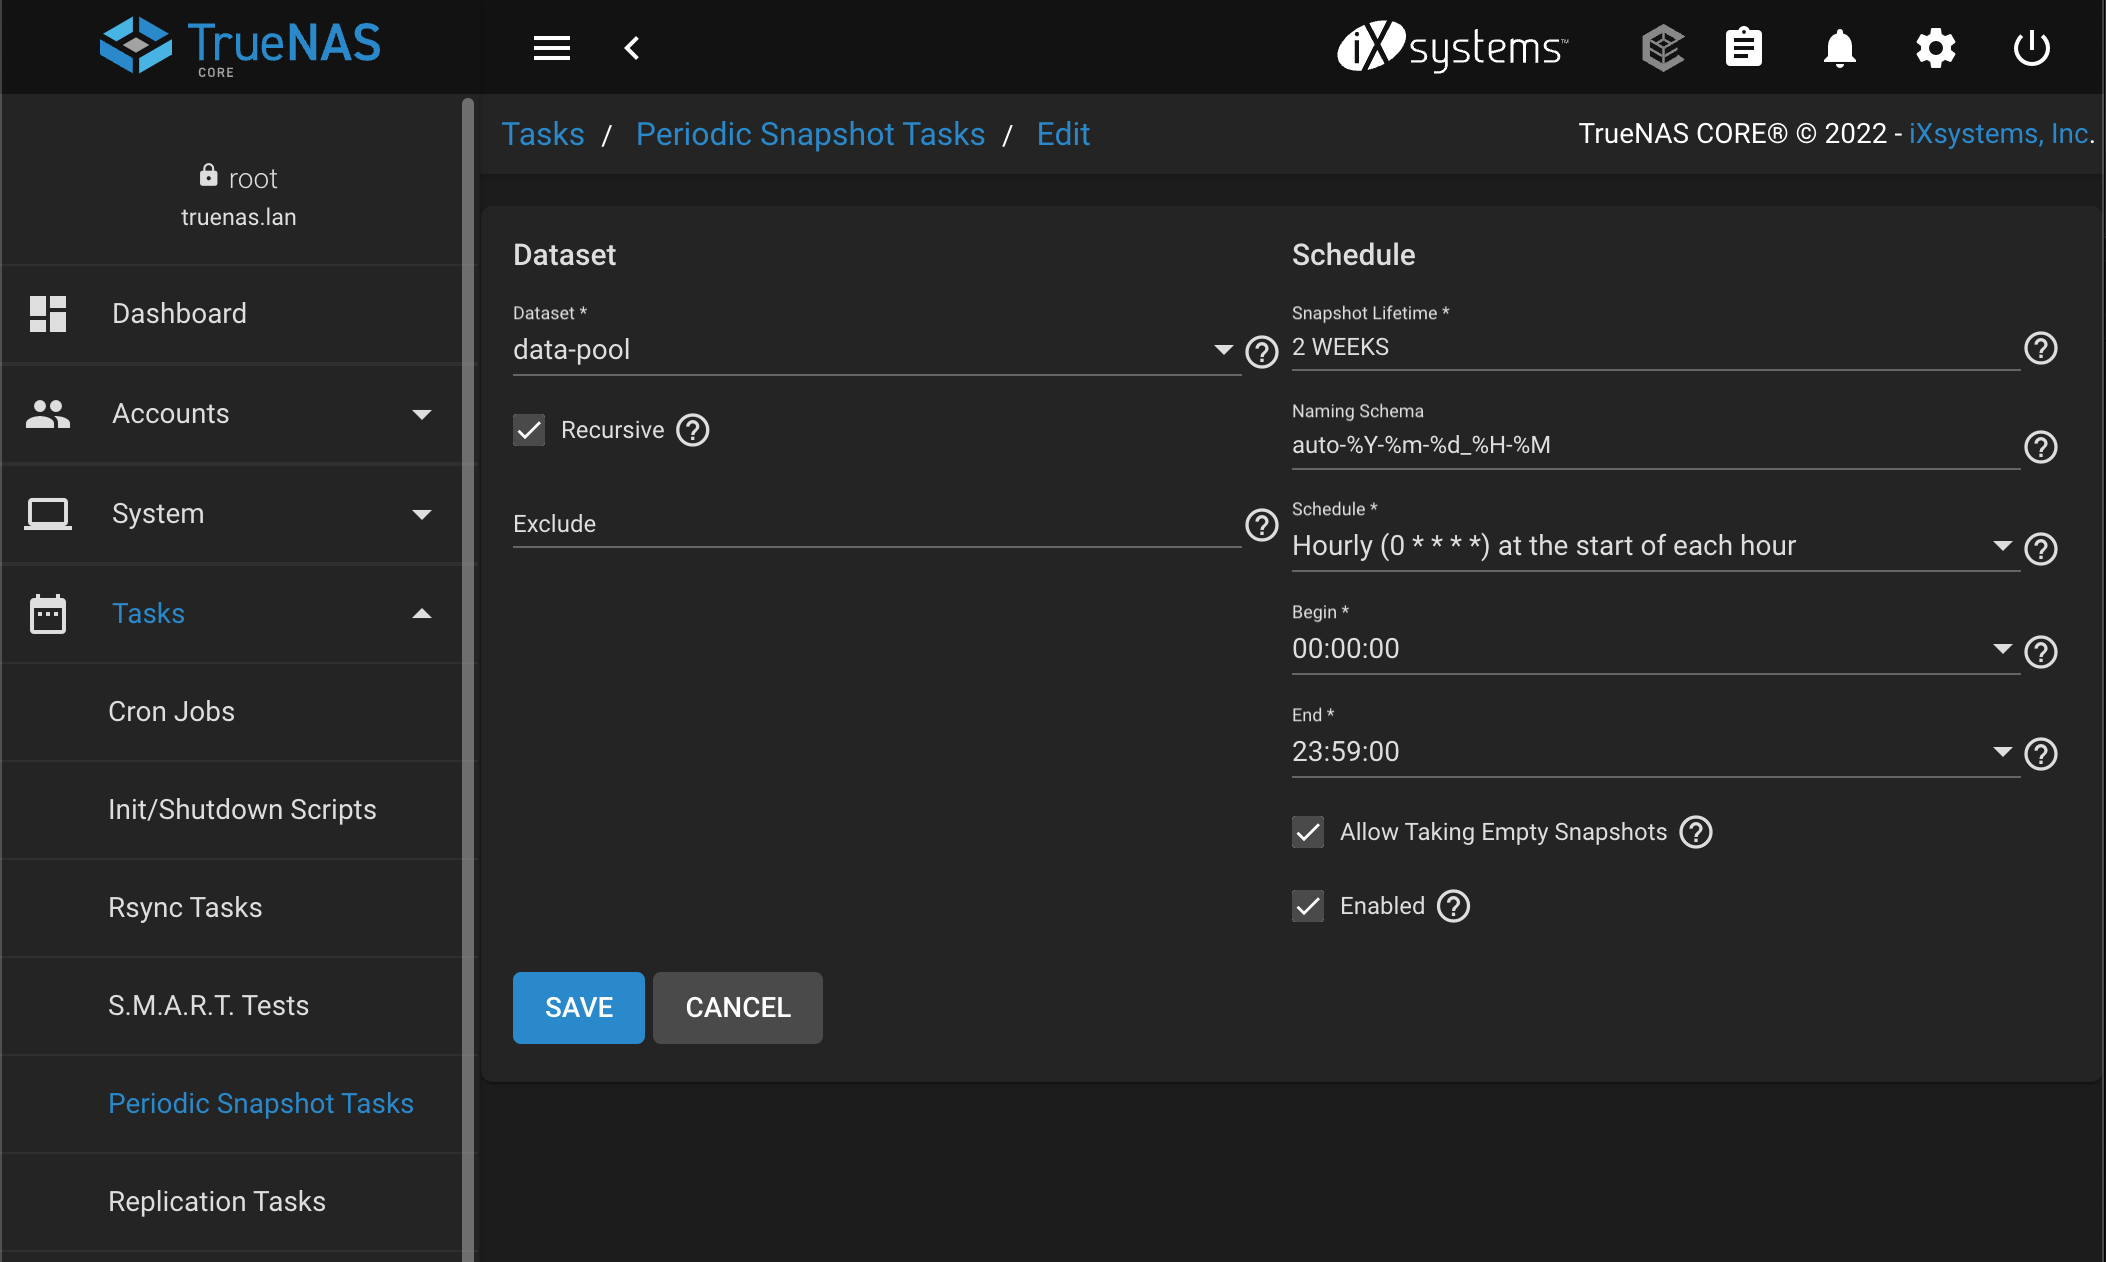 TrueNAS
CORE
iXsystems™
Tasks / Periodic Snapshot Tasks / Edit
TrueNAS CORE® © 2022 - iXsystems, Inc.
root
truenas.lan
Dashboard
Accounts
System
Tasks
Cron Jobs
Init/Shutdown Scripts
Rsync Tasks
S.M.A.R.T. Tests
Periodic Snapshot Tasks
Replication Tasks
Dataset
Dataset *
data-pool
Recursive
Exclude
Schedule
Snapshot Lifetime *
2 WEEKS
Naming Schema
auto-%Y-%m-%d_%H-%M
Schedule *
Hourly (0 * * * *) at the start of each hour
Begin *
00:00:00
End *
23:59:00
Allow Taking Empty Snapshots
Enabled
SAVE
CANCEL